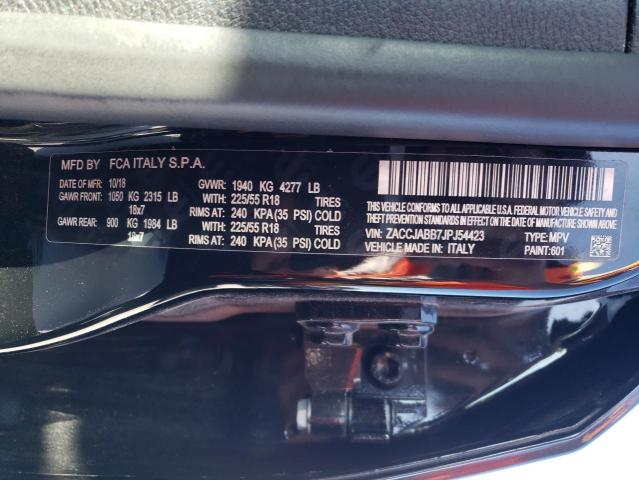 MFD BY FCA ITALY S.P.A.
DATE OF MFD: 10/18 GVWR: 1940 KG 4277 LB
GAWR FRONT: 1050 KG 2315 LB WITH: 225/55 R18 TIRES
18x7 RIMS AT: 240 KPA(35 PSI) COLD
GAWR REAR: 900 KG 1984 LB WITH: 225/55 R18 TIRES
18x7 RIMS AT: 240 KPA(35 PSI) COLD
THIS VEHICLE CONFORMS TO ALL APPLICABLE
FEDERAL MOTOR VEHICLE SAFETY AND
THEFT PREVENTION STANDARDS IN EFFECT ON
THE DATE OF MANUFACTURE SHOWN ABOVE.
VIN: ZACCJABB7JPJ54423 TYPE: MPV
VEHICLE MADE IN: ITALY PAINT:601